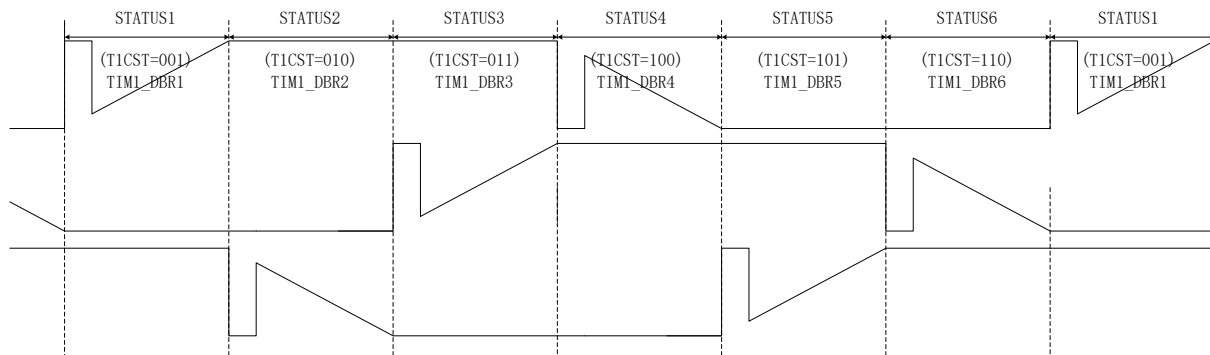 STATUS1 STATUS2 STATUS3 STATUS4 STATUS5 STATUS6 STATUS1
(T1CST=001) (T1CST=010) (T1CST=011) (T1CST=100) (T1CST=101) (T1CST=110) (T1CST=001)
TIM1_DBR1 TIM1_DBR2 TIM1_DBR3 TIM1_DBR4 TIM1_DBR5 TIM1_DBR6 TIM1_DBR1